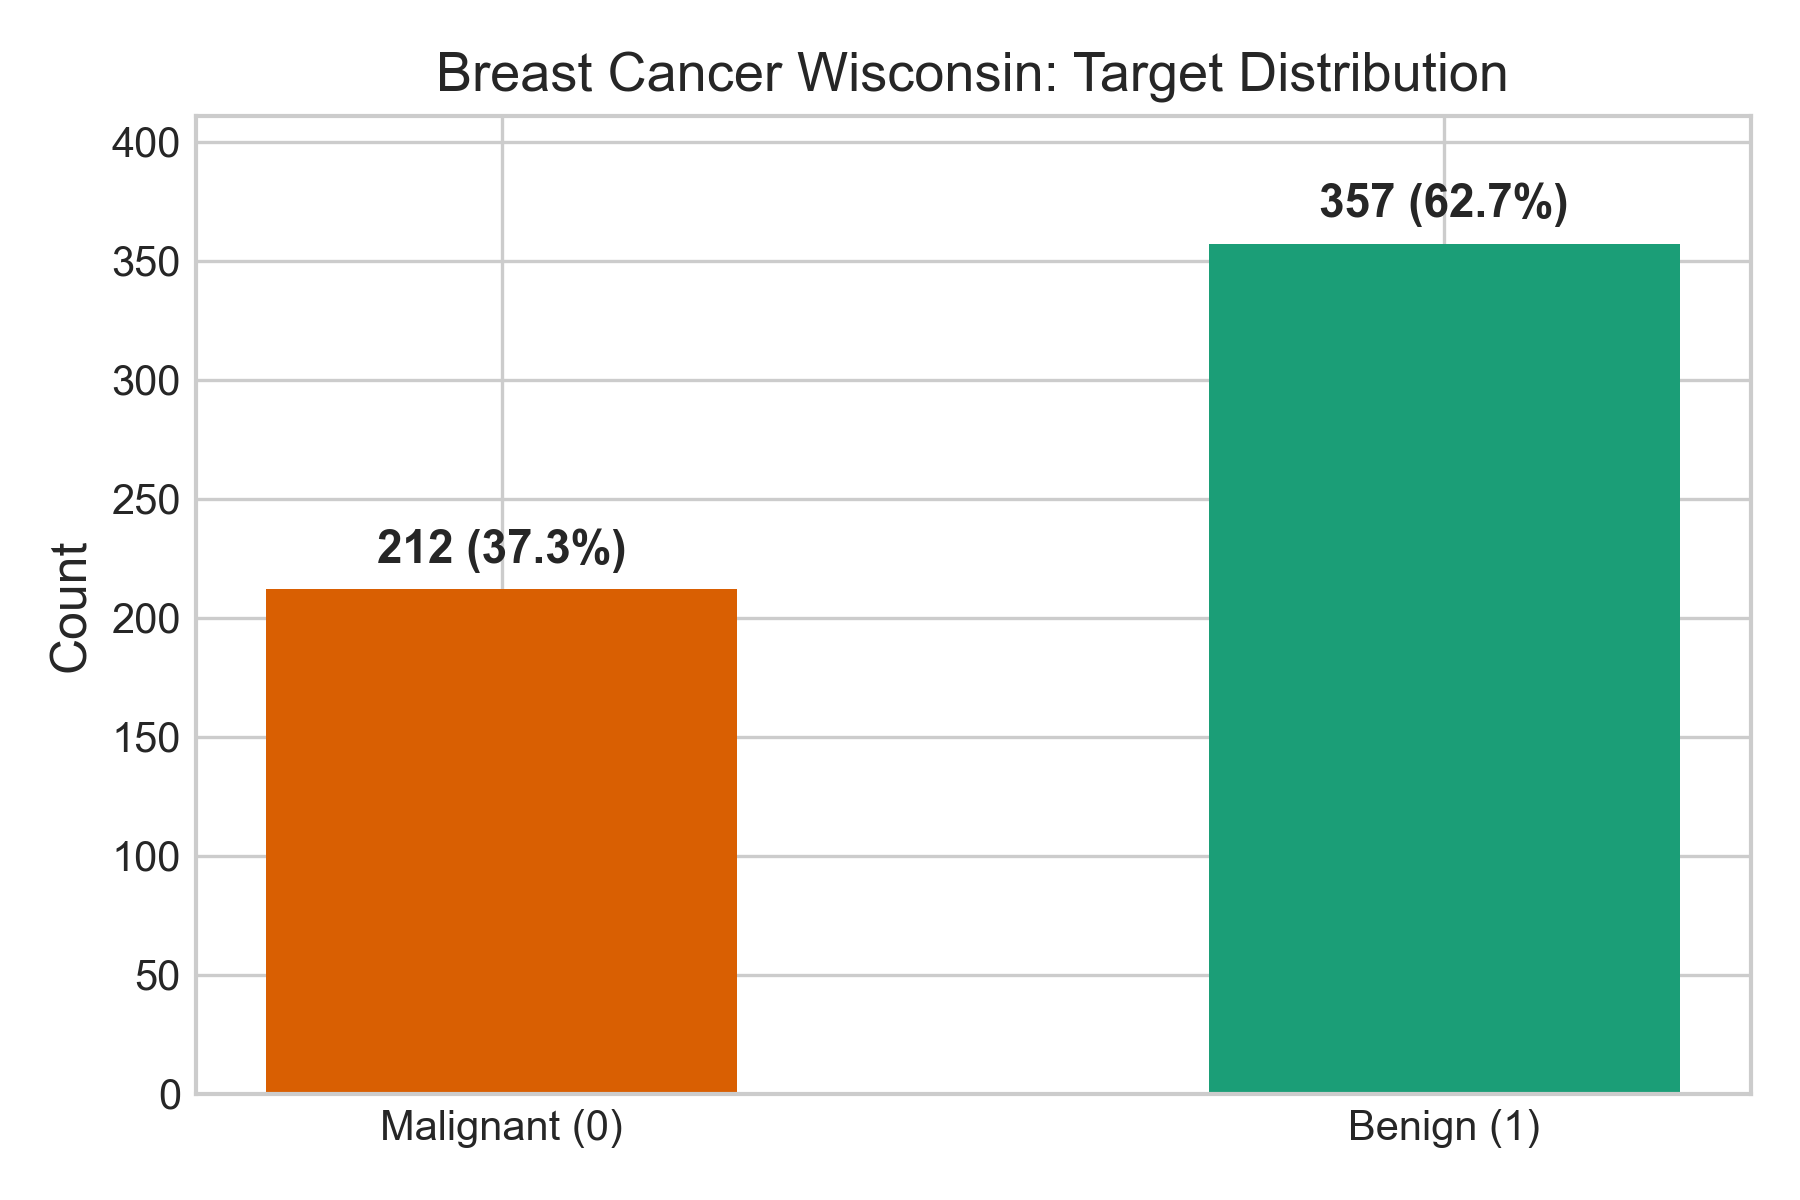 Breast Cancer Wisconsin: Target Distribution
Count
400
350
300
250
200
150
100
50
0
357 (62.7%)
212 (37.3%)
Malignant (0)
Benign (1)